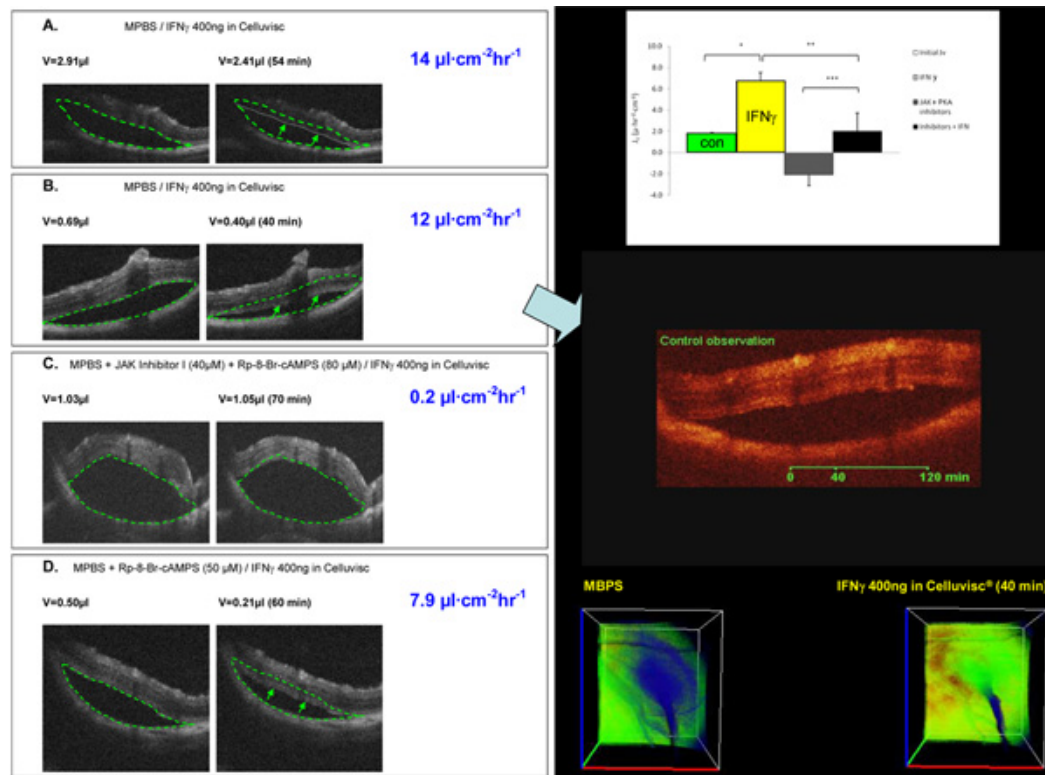 A.
MPBS / IFNγ 400ng in Celluvisc
V=2.91µl
V=2.41µl (54 min)
14 µl·cm⁻²hr⁻¹
B.
MPBS / IFNγ 400ng in Celluvisc
V=0.69µl
V=0.40µl (40 min)
12 µl·cm⁻²hr⁻¹
C.
MPBS + JAK Inhibitor I (40µM) + Rp-8-Br-cAMPS (80 µM) / IFNγ 400ng in Celluvisc
V=1.03µl
V=1.05µl (70 min)
0.2 µl·cm⁻²hr⁻¹
D.
MPBS + Rp-8-Br-cAMPS (50 µM) / IFNγ 400ng in Celluvisc
V=0.50µl
V=0.21µl (60 min)
7.9 µl·cm⁻²hr⁻¹
10.0
8.0
6.0
4.0
2.0
0.0
-2.0
-4.0
*
**
***
con
IFNγ
Initial Jv
IFN γ
JAK + PKA
inhibitors
Inhibitors + IFN
Control observation
0 40 120 min
MBPS
IFNγ 400ng in Celluvisc® (40 min)